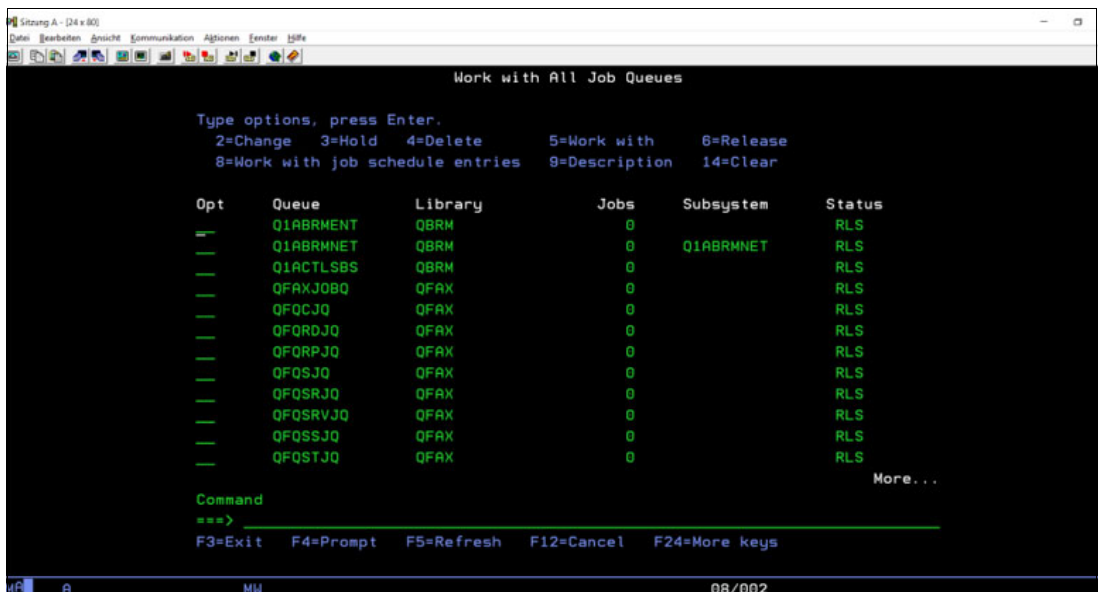 Sitzung A - [24 x 80]
Datei Bearbeiten Ansicht Kommunikation Aktionen Fenster Hilfe
Work with All Job Queues
Type options, press Enter.
2=Change 3=Hold 4=Delete 5=Work with 6=Release
8=Work with job schedule entries 9=Description 14=Clear
Opt Queue Library Jobs Subsystem Status
Q1ABRMENT QBRM 0 RLS
Q1ABRMNET QBRM 0 Q1ABRMNET RLS
Q1ACTLSBS QBRM 0 RLS
QFAXJOBQ QFAX 0 RLS
QFQCJQ QFAX 0 RLS
QFQRDJQ QFAX 0 RLS
QFQRPJQ QFAX 0 RLS
QFQSJQ QFAX 0 RLS
QFQSRJQ QFAX 0 RLS
QFQSRVJQ QFAX 0 RLS
QFQSSJQ QFAX 0 RLS
QFQSTJQ QFAX 0 RLS
More...
Command
===>
F3=Exit F4=Prompt F5=Refresh F12=Cancel F24=More keys
MA A MW 08/002